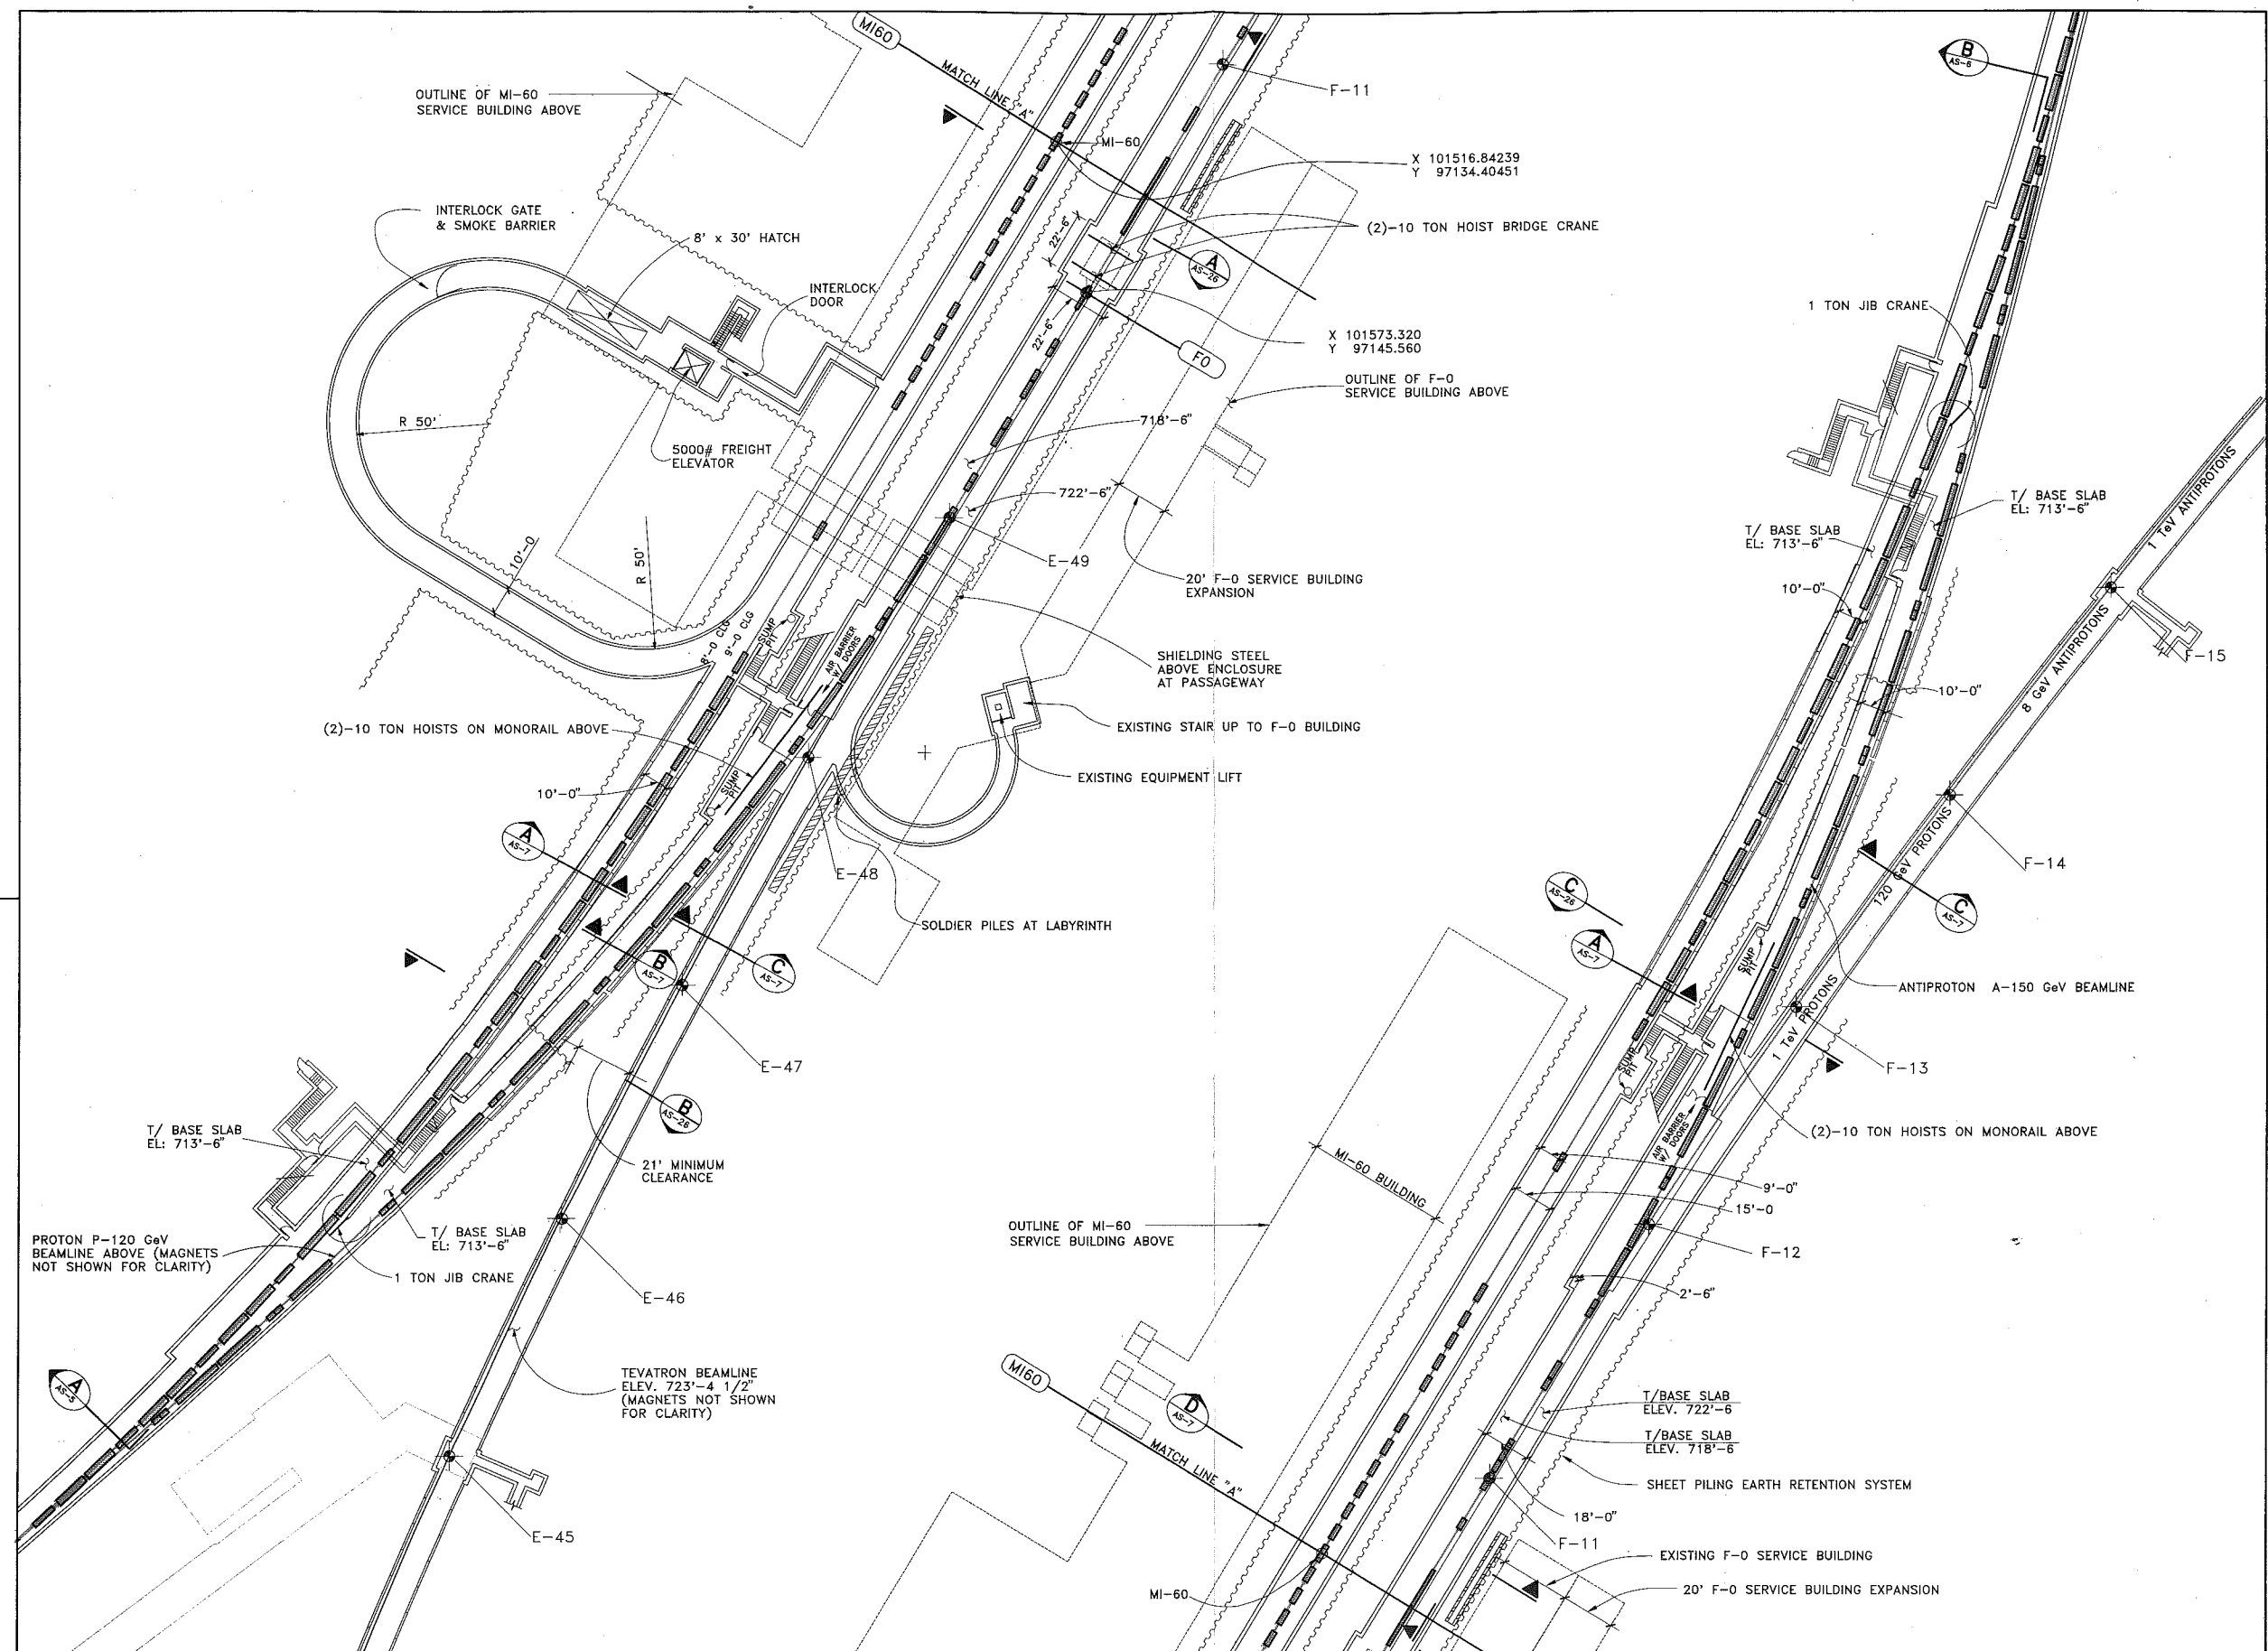 MI60
MATCH LINE "A"
OUTLINE OF MI-60
SERVICE BUILDING ABOVE
INTERLOCK GATE
& SMOKE BARRIER
8' x 30' HATCH
INTERLOCK
DOOR
R 50'
5000# FREIGHT
ELEVATOR
10'-0
R 50'
8'-0 CLG
9'-0 CLG
SUMP
PIT
AIR BARRIER
W/ DOORS
F-11
MI-60
X 101516.84239
Y 97134.40451
(2)-10 TON HOIST BRIDGE CRANE
22'-6"
A
AS-26
X 101573.320
Y 97145.560
22'-6"
F0
OUTLINE OF F-0
SERVICE BUILDING ABOVE
718'-6"
722'-6"
E-49
20' F-0 SERVICE BUILDING
EXPANSION
SHIELDING STEEL
ABOVE ENCLOSURE
AT PASSAGEWAY
EXISTING STAIR UP TO F-0 BUILDING
EXISTING EQUIPMENT LIFT
(2)-10 TON HOISTS ON MONORAIL ABOVE
SUMP
PIT
10'-0"
A
AS-7
E-48
SOLDIER PILES AT LABYRINTH
B
AS-7
C
AS-7
E-47
B
AS-26
21' MINIMUM
CLEARANCE
T/ BASE SLAB
EL: 713'-6"
T/ BASE SLAB
EL: 713'-6"
PROTON P-120 GeV
BEAMLINE ABOVE (MAGNETS
NOT SHOWN FOR CLARITY)
1 TON JIB CRANE
E-46
A
AS-5
TEVATRON BEAMLINE
ELEV. 723'-4 1/2"
(MAGNETS NOT SHOWN
FOR CLARITY)
E-45
B
AS-6
1 TON JIB CRANE
T/ BASE SLAB
EL: 713'-6"
T/ BASE SLAB
EL: 713'-6"
10'-0"
1 TeV ANTIPROTONS
8 GeV ANTIPROTONS
F-15
10'-0"
120 GeV PROTONS
F-14
C
AS-7
C
AS-26
A
AS-7
SUMP
PIT
ANTIPROTON A-150 GeV BEAMLINE
1 TeV PROTONS
F-13
SUMP
PIT
AIR BARRIER
W/ DOORS
(2)-10 TON HOISTS ON MONORAIL ABOVE
MI-60 BUILDING
9'-0"
15'-0
OUTLINE OF MI-60
SERVICE BUILDING ABOVE
F-12
2'-6"
MI60
D
AS-7
MATCH LINE "A"
T/BASE SLAB
ELEV. 722'-6
T/BASE SLAB
ELEV. 718'-6
SHEET PILING EARTH RETENTION SYSTEM
18'-0"
F-11
EXISTING F-0 SERVICE BUILDING
20' F-0 SERVICE BUILDING EXPANSION
MI-60